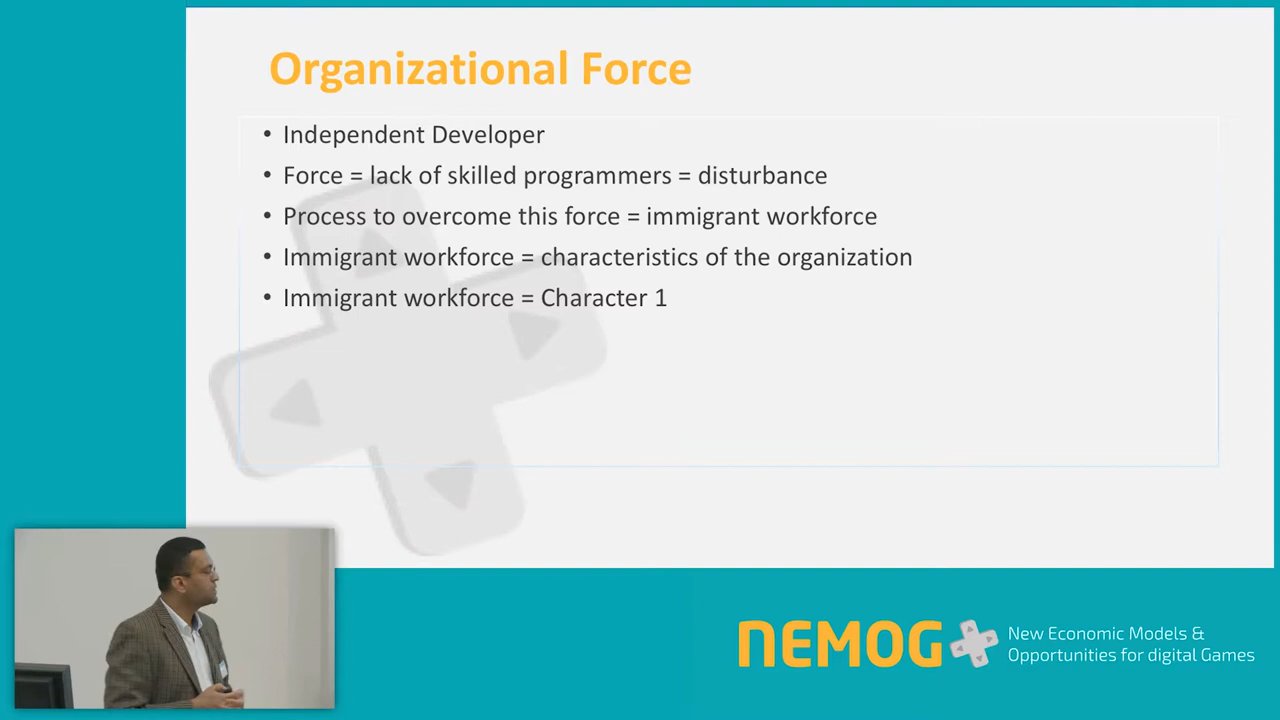 Organizational Force
• Independent Developer
• Force = lack of skilled programmers = disturbance
• Process to overcome this force = immigrant workforce
• Immigrant workforce = characteristics of the organization
• Immigrant workforce = Character 1
NEMOG
New Economic Models &
Opportunities for digital Games